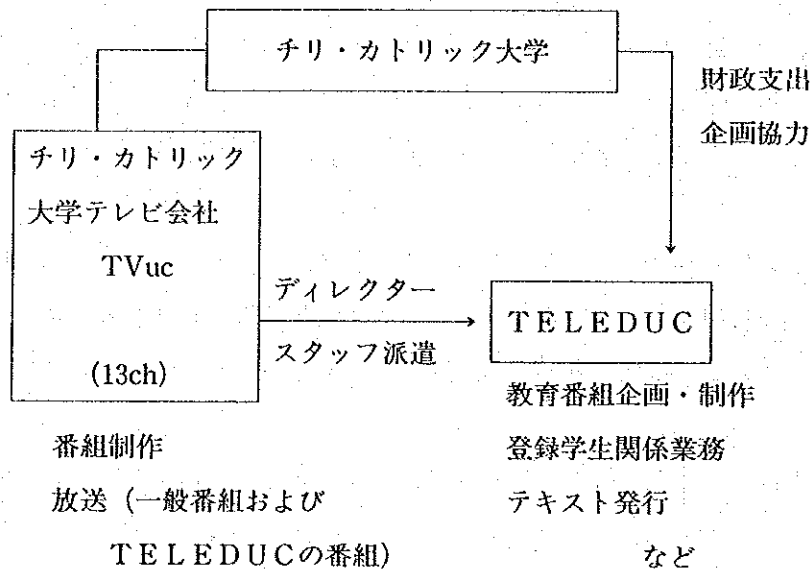 チリ・カトリック大学
財政支出
企画協力
チリ・カトリック
大学テレビ会社
TVuc
(13ch)
ディレクター
スタッフ派遣
TELEDUC
番組制作
放送（一般番組および
TELEDUCの番組）
教育番組企画・制作
登録学生関係業務
テキスト発行
など